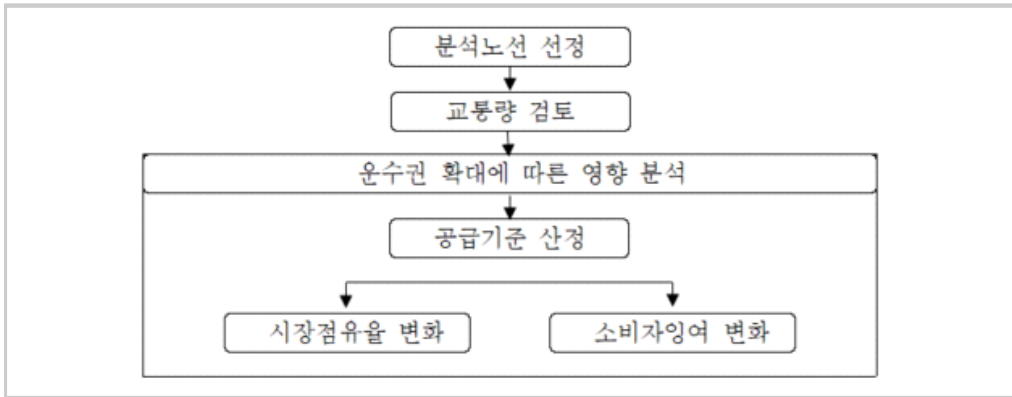 분석노선 선정
교통량 검토
운수권 확대에 따른 영향 분석
공급기준 산정
시장점유율 변화
소비자잉여 변화